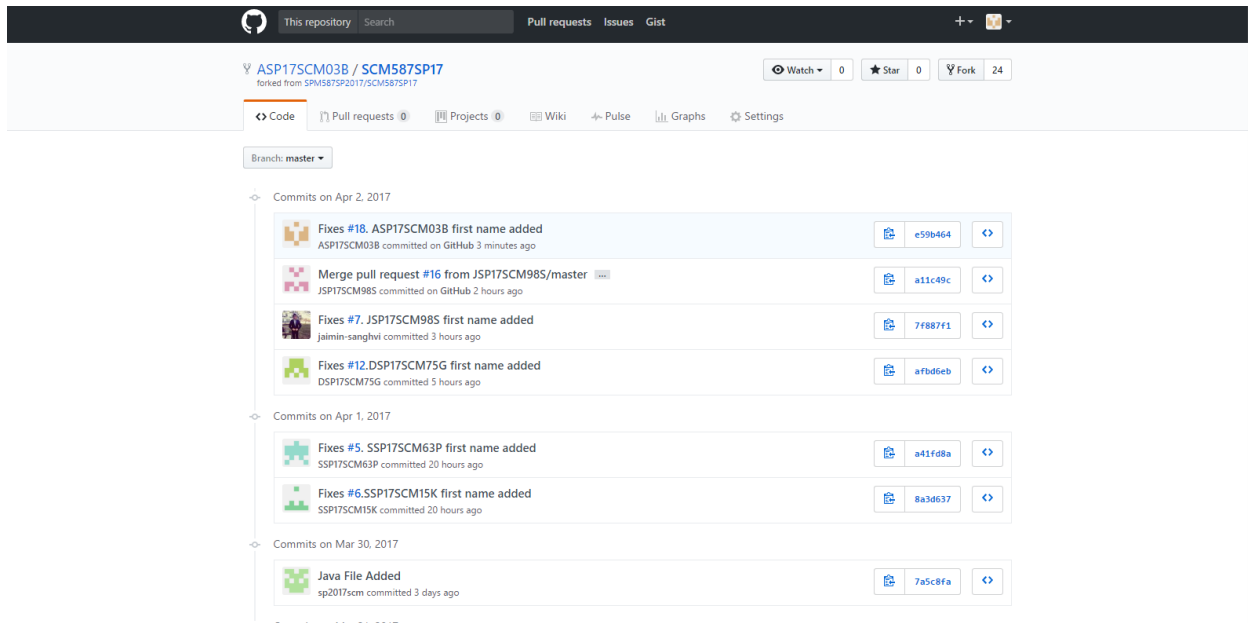 This repository Search Pull requests Issues Gist
ASP17SCM03B / SCM587SP17
forked from SPM587SP2017/SCM587SP17
Watch 0 Star 0 Fork 24
Code Pull requests 0 Projects 0 Wiki Pulse Graphs Settings
Branch: master
Commits on Apr 2, 2017
Fixes #18. ASP17SCM03B first name added
ASP17SCM03B committed on GitHub 3 minutes ago
e59b464
Merge pull request #16 from JSP17SCM98S/master ...
JSP17SCM98S committed on GitHub 2 hours ago
a11c49c
Fixes #7. JSP17SCM98S first name added
jaimin-sanghvi committed 3 hours ago
7f887f1
Fixes #12.DSP17SCM75G first name added
DSP17SCM75G committed 5 hours ago
afbd6eb
Commits on Apr 1, 2017
Fixes #5. SSP17SCM63P first name added
SSP17SCM63P committed 20 hours ago
a41fd8a
Fixes #6.SSP17SCM15K first name added
SSP17SCM15K committed 20 hours ago
8a3d637
Commits on Mar 30, 2017
Java File Added
sp2017scm committed 3 days ago
7a5c8fa